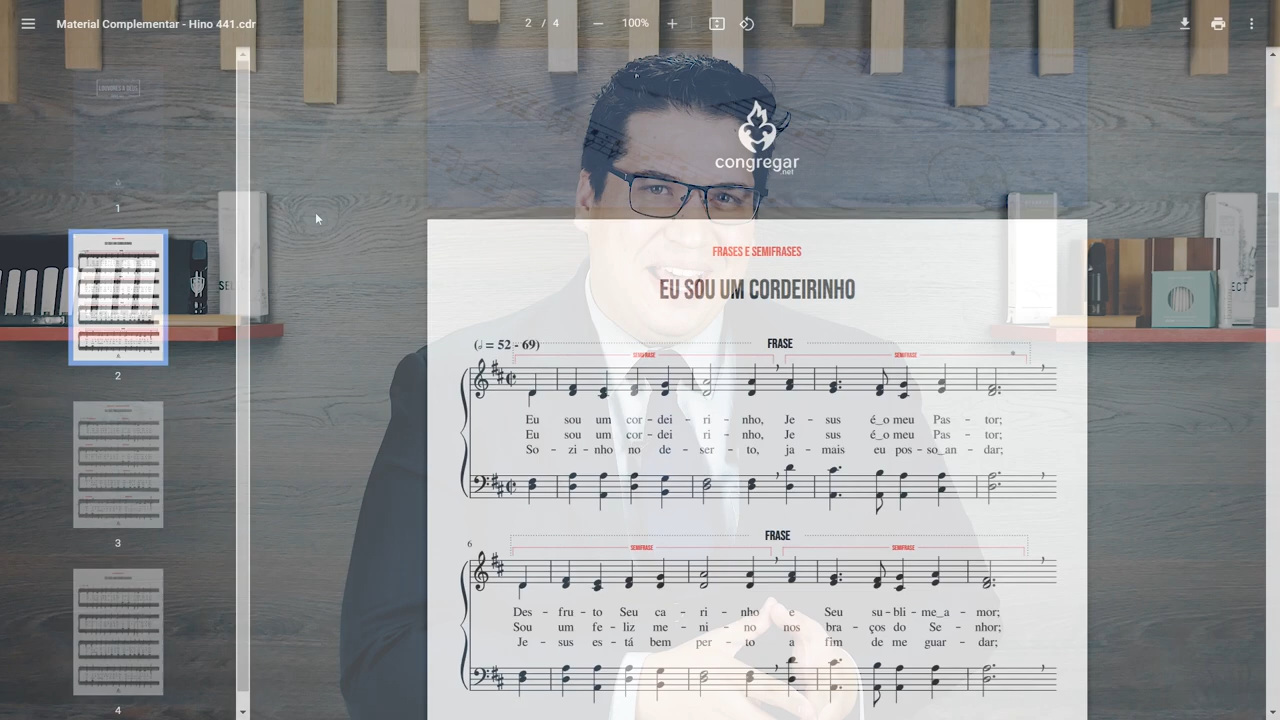 Material Complementar - Hino 441.cdr
2 / 4
100%
LOUVORES A DEUS
1
2
3
4
congregar
.net
FRASES E SEMIFRASES
EU SOU UM CORDEIRINHO
(𝅗𝅥 = 52 - 69)
FRASE
SEMIFRASE SEMIFRASE
Eu sou um cor – dei – ri – nho, Je – sus é_o meu Pas – tor;
Eu sou um cor – dei – ri – nho, Je – sus é_o meu Pas – tor;
So – zi – nho no de – ser – to, ja – mais eu pos – so_an – dar;
FRASE
6
SEMIFRASE SEMIFRASE
Des – fru – to Seu ca – ri – nho e Seu su – bli – me_a – mor;
Sou um fe – liz me – ni – no nos bra – ços do Se – nhor;
Je – sus es – tá bem per – to a fim de me guar – dar;